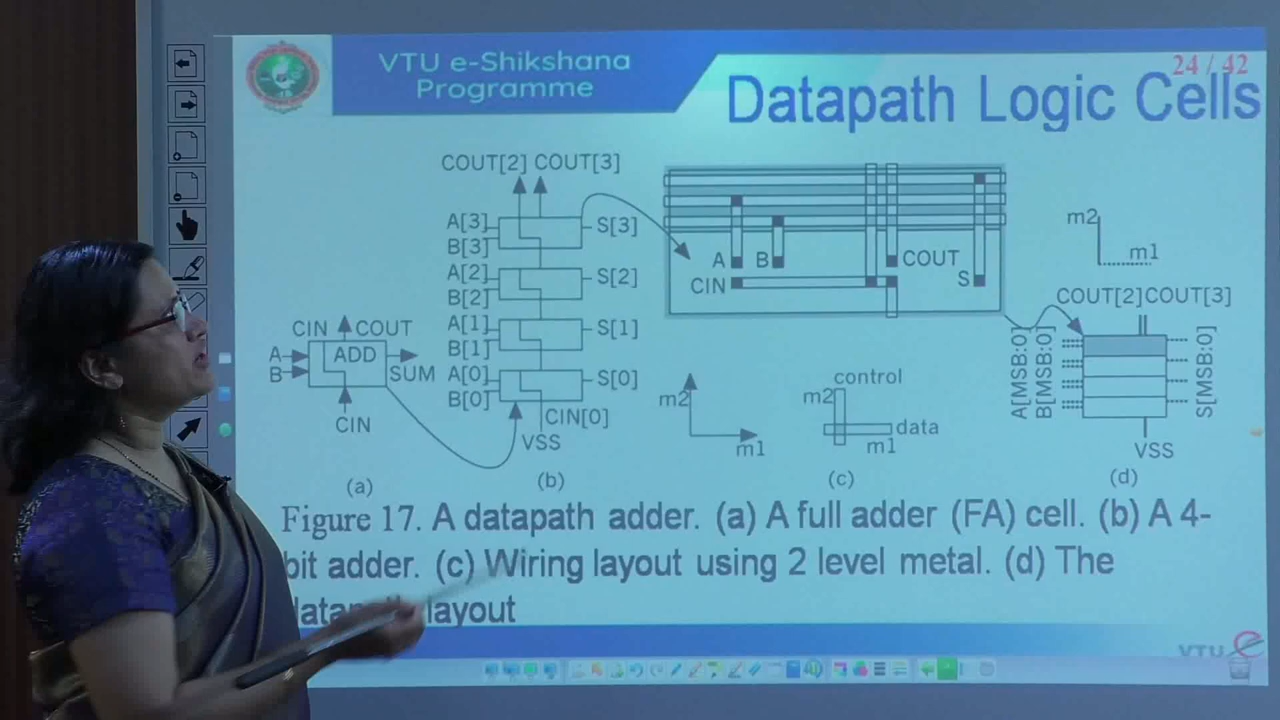 VTU e-Shikshana
Programme
24 / 42
Datapath Logic Cells
COUT[2] COUT[3]
A[3]
B[3]
S[3]
A[2]
B[2]
S[2]
A[1]
B[1]
S[1]
A[0]
B[0]
S[0]
CIN[0]
VSS
(b)
CIN
COUT
A
B
ADD
SUM
CIN
(a)
A
B
COUT
CIN
S
m2
m1
control
m2
data
m1
(c)
m2
m1
COUT[2]COUT[3]
A[MSB:0]
B[MSB:0]
S[MSB:0]
VSS
(d)
Figure 17. A datapath adder. (a) A full adder (FA) cell. (b) A 4-
bit adder. (c) Wiring layout using 2 level metal. (d) The
layout
VTU e